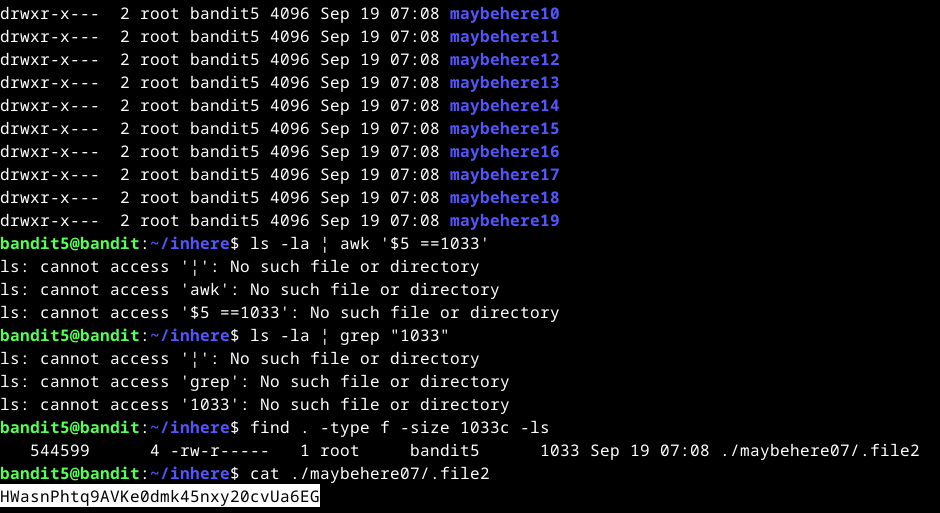 drwxr-x---  2 root bandit5 4096 Sep 19 07:08 maybehere10
drwxr-x---  2 root bandit5 4096 Sep 19 07:08 maybehere11
drwxr-x---  2 root bandit5 4096 Sep 19 07:08 maybehere12
drwxr-x---  2 root bandit5 4096 Sep 19 07:08 maybehere13
drwxr-x---  2 root bandit5 4096 Sep 19 07:08 maybehere14
drwxr-x---  2 root bandit5 4096 Sep 19 07:08 maybehere15
drwxr-x---  2 root bandit5 4096 Sep 19 07:08 maybehere16
drwxr-x---  2 root bandit5 4096 Sep 19 07:08 maybehere17
drwxr-x---  2 root bandit5 4096 Sep 19 07:08 maybehere18
drwxr-x---  2 root bandit5 4096 Sep 19 07:08 maybehere19
bandit5@bandit:~/inhere$ ls -la ¦ awk '$5 ==1033'
ls: cannot access '¦': No such file or directory
ls: cannot access 'awk': No such file or directory
ls: cannot access '$5 ==1033': No such file or directory
bandit5@bandit:~/inhere$ ls -la ¦ grep "1033"
ls: cannot access '¦': No such file or directory
ls: cannot access 'grep': No such file or directory
ls: cannot access '1033': No such file or directory
bandit5@bandit:~/inhere$ find . -type f -size 1033c -ls
   544599      4 -rw-r-----   1 root     bandit5      1033 Sep 19 07:08 ./maybehere07/.file2
bandit5@bandit:~/inhere$ cat ./maybehere07/.file2
HWasnPhtq9AVKe0dmk45nxy20cvUa6EG